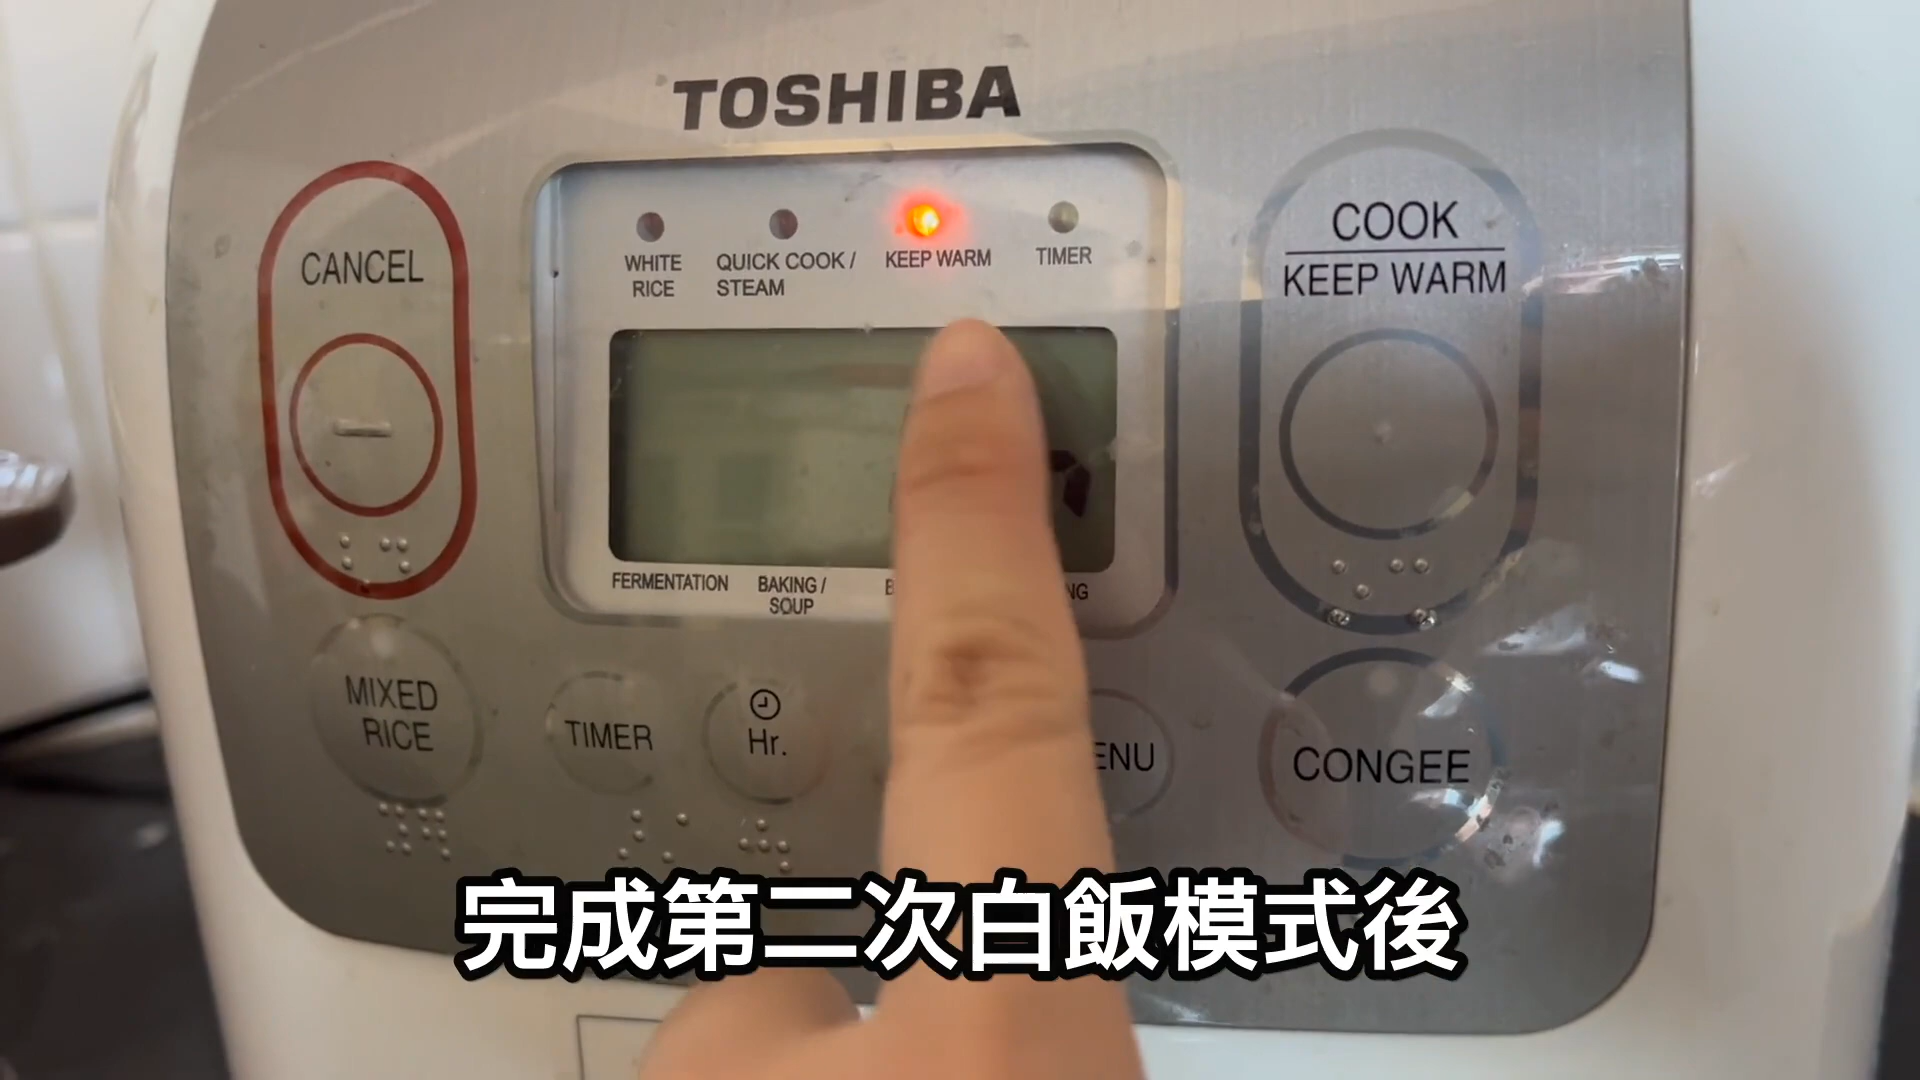 TOSHIBA
CANCEL
WHITE
RICE
QUICK COOK /
STEAM
KEEP WARM
TIMER
COOK
KEEP WARM
FERMENTATION
BAKING /
SOUP
MIXED
RICE
TIMER
Hr.
CONGEE
完成第二次白飯模式後